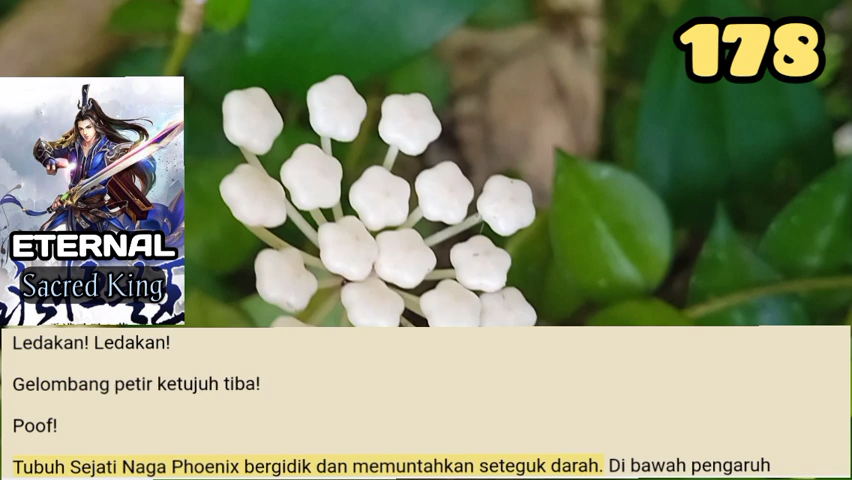 178
ETERNAL
Sacred King
Ledakan! Ledakan!
Gelombang petir ketujuh tiba!
Poof!
Tubuh Sejati Naga Phoenix bergidik dan memuntahkan seteguk darah. Di bawah pengaruh